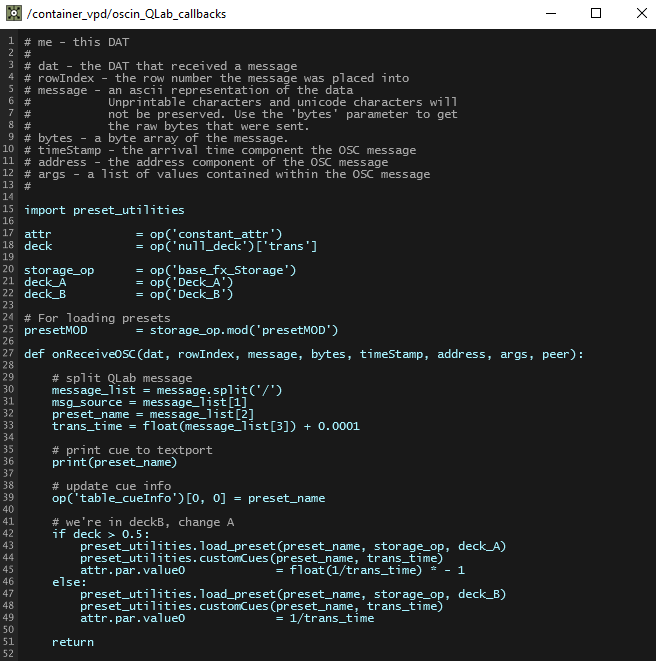 /container_vpd/oscin_QLab_callbacks
1 # me - this DAT
2 #
3 # dat - the DAT that received a message
4 # rowIndex - the row number the message was placed into
5 # message - an ascii representation of the data
6 #           Unprintable characters and unicode characters will
7 #           not be preserved. Use the 'bytes' parameter to get
8 #           the raw bytes that were sent.
9 # bytes - a byte array of the message.
10 # timeStamp - the arrival time component the OSC message
11 # address - the address component of the OSC message
12 # args - a list of values contained within the OSC message
13 #
14
15 import preset_utilities
16
17 attr            = op('constant_attr')
18 deck            = op('null_deck')['trans']
19
20 storage_op      = op('base_fx_Storage')
21 deck_A          = op('Deck_A')
22 deck_B          = op('Deck_B')
23
24 # For loading presets
25 presetMOD       = storage_op.mod('presetMOD')
26
27 def onReceiveOSC(dat, rowIndex, message, bytes, timeStamp, address, args, peer):
28
29     # split QLab message
30     message_list = message.split('/')
31     msg_source = message_list[1]
32     preset_name = message_list[2]
33     trans_time = float(message_list[3]) + 0.0001
34
35     # print cue to textport
36     print(preset_name)
37
38     # update cue info
39     op('table_cueInfo')[0, 0] = preset_name
40
41     # we're in deckB, change A
42     if deck > 0.5:
43         preset_utilities.load_preset(preset_name, storage_op, deck_A)
44         preset_utilities.customCues(preset_name, trans_time)
45         attr.par.value0             = float(1/trans_time) * - 1
46     else:
47         preset_utilities.load_preset(preset_name, storage_op, deck_B)
48         preset_utilities.customCues(preset_name, trans_time)
49         attr.par.value0             = 1/trans_time
50
51     return
52